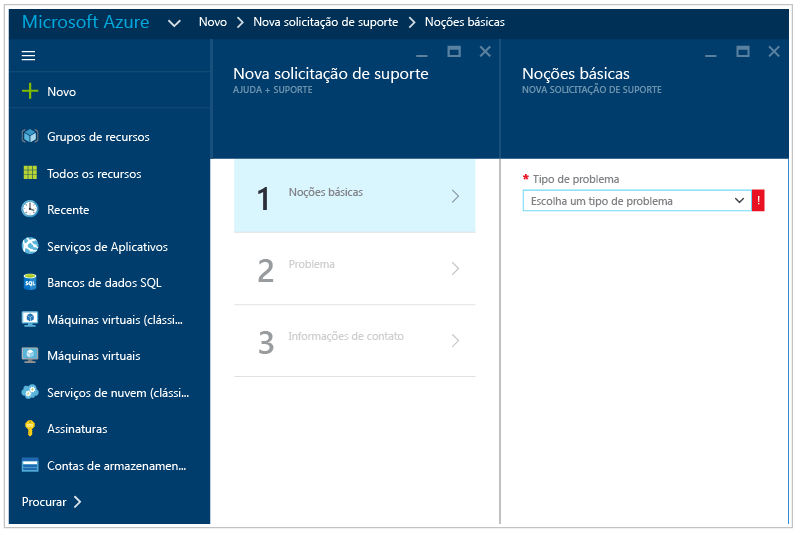 Microsoft Azure Novo Nova solicitação de suporte Noções básicas
Novo
Grupos de recursos
Todos os recursos
Recente
Serviços de Aplicativos
Bancos de dados SQL
Máquinas virtuais (clássi...
Máquinas virtuais
Serviços de nuvem (clássi...
Assinaturas
Contas de armazenamen...
Procurar
Nova solicitação de suporte
AJUDA + SUPORTE
1 Noções básicas
2 Problema
3 Informações de contato
Noções básicas
NOVA SOLICITAÇÃO DE SUPORTE
* Tipo de problema
Escolha um tipo de problema !